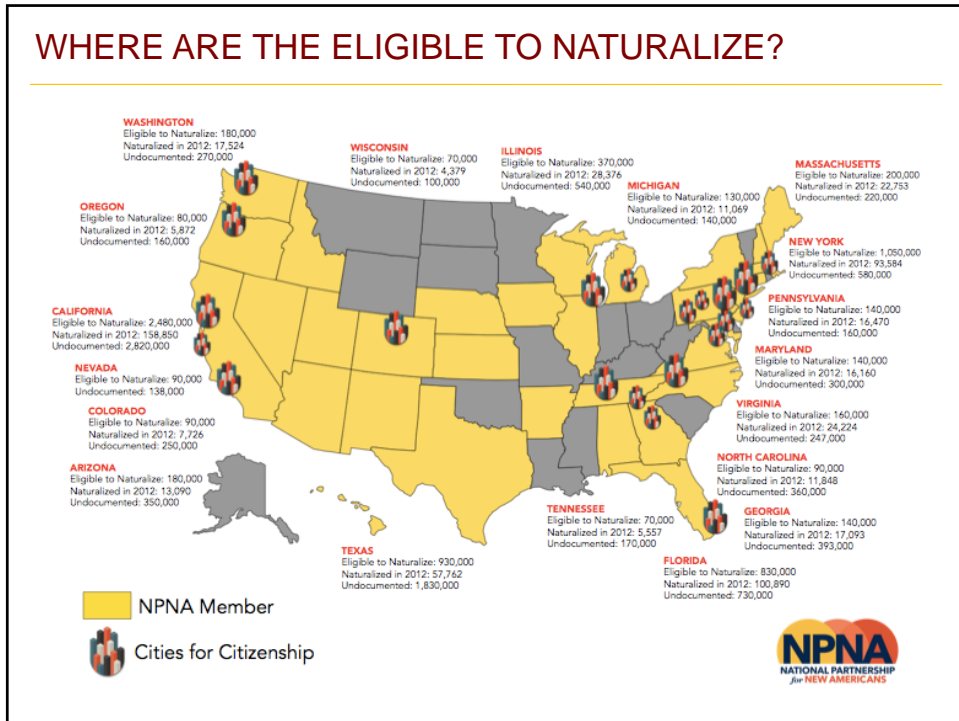 WHERE ARE THE ELIGIBLE TO NATURALIZE?
WASHINGTON
Eligible to Naturalize: 180,000
Naturalized in 2012: 17,524
Undocumented: 270,000
WISCONSIN
Eligible to Naturalize: 70,000
Naturalized in 2012: 4,379
Undocumented: 100,000
ILLINOIS
Eligible to Naturalize: 370,000
Naturalized in 2012: 28,376
Undocumented: 540,000
MICHIGAN
Eligible to Naturalize: 130,000
Naturalized in 2012: 11,069
Undocumented: 140,000
MASSACHUSETTS
Eligible to Naturalize: 200,000
Naturalized in 2012: 22,753
Undocumented: 220,000
OREGON
Eligible to Naturalize: 80,000
Naturalized in 2012: 5,872
Undocumented: 160,000
NEW YORK
Eligible to Naturalize: 1,050,000
Naturalized in 2012: 93,584
Undocumented: 580,000
CALIFORNIA
Eligible to Naturalize: 2,480,000
Naturalized in 2012: 158,850
Undocumented: 2,820,000
PENNSYLVANIA
Eligible to Naturalize: 140,000
Naturalized in 2012: 16,470
Undocumented: 160,000
NEVADA
Eligible to Naturalize: 90,000
Undocumented: 138,000
MARYLAND
Eligible to Naturalize: 140,000
Naturalized in 2012: 16,160
Undocumented: 300,000
COLORADO
Eligible to Naturalize: 90,000
Naturalized in 2012: 7,726
Undocumented: 250,000
VIRGINIA
Eligible to Naturalize: 160,000
Naturalized in 2012: 24,224
Undocumented: 247,000
ARIZONA
Eligible to Naturalize: 180,000
Naturalized in 2012: 13,090
Undocumented: 350,000
NORTH CAROLINA
Eligible to Naturalize: 90,000
Naturalized in 2012: 11,848
Undocumented: 360,000
TENNESSEE
Eligible to Naturalize: 70,000
Naturalized in 2012: 5,557
Undocumented: 170,000
GEORGIA
Eligible to Naturalize: 140,000
Naturalized in 2012: 17,093
Undocumented: 393,000
TEXAS
Eligible to Naturalize: 930,000
Naturalized in 2012: 57,762
Undocumented: 1,830,000
FLORIDA
Eligible to Naturalize: 830,000
Naturalized in 2012: 100,890
Undocumented: 730,000
NPNA Member
Cities for Citizenship
NPNA
NATIONAL PARTNERSHIP
for NEW AMERICANS